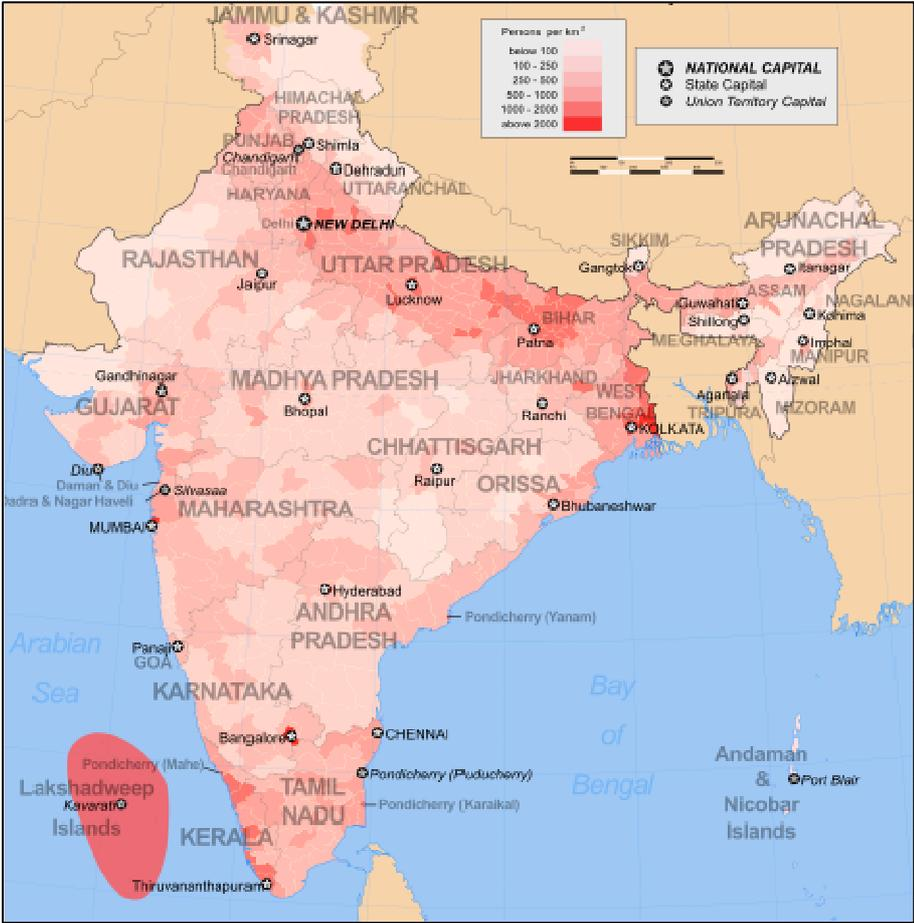 JAMMU & KASHMIR
Srinagar
Persons per km²
below 100
100 - 250
250 - 500
500 - 1000
1000 - 2000
above 2000
NATIONAL CAPITAL
State Capital
Union Territory Capital
HIMACHAL
PRADESH
PUNJAB
Shimla
Chandigarh
Chandigarh
Dehradun
HARYANA
UTTARANCHAL
Delhi
NEW DELHI
ARUNACHAL
PRADESH
SIKKIM
Gangtok
Itanagar
RAJASTHAN
Jaipur
UTTAR PRADESH
Lucknow
ASSAM
NAGALAN
Guwahati
Shillong
Kohima
BIHAR
Patna
MEGHALAYA
Imphal
MANIPUR
Gandhinagar
GUJARAT
MADHYA PRADESH
Bhopal
JHARKHAND
Ranchi
WEST
BENGAL
KOLKATA
Agartala
TRIPURA
Aizwal
MIZORAM
CHHATTISGARH
Raipur
ORISSA
Bhubaneshwar
Diu
Daman & Diu
Dadra & Nagar Haveli
Silvasaa
MAHARASHTRA
MUMBAI
Hyderabad
ANDHRA
PRADESH
Pondicherry (Yanam)
Arabian
Sea
Panaji
GOA
KARNATAKA
Bay
of
Bengal
Bangalore
CHENNAI
Pondicherry (Mahe)
Pondicherry (Puducherry)
Lakshadweep
Kavarati
Islands
TAMIL
NADU
Pondicherry (Karaikal)
KERALA
Thiruvananthapuram
Andaman
&
Nicobar
Islands
Port Blair